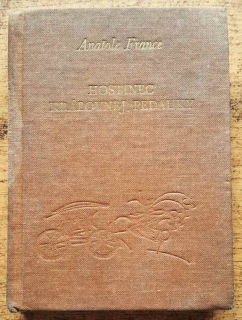 Anatole France
HOSTINEC
KRÁĽOVNEJ PEDAUKY